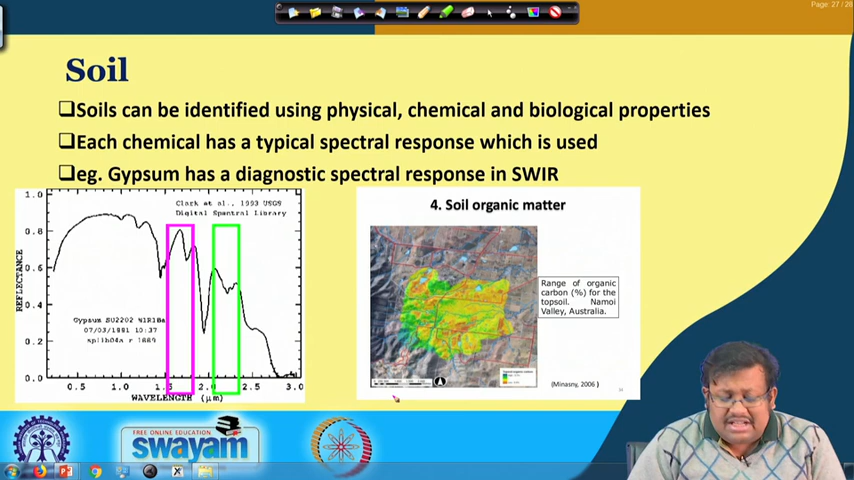 Page: 27 / 28
Soil
Soils can be identified using physical, chemical and biological properties
Each chemical has a typical spectral response which is used
eg. Gypsum has a diagnostic spectral response in SWIR
Clark et al., 1993 USGS
Digital Spectral Library
1.0
0.8
0.6
0.4
0.2
0.0
REFLECTANCE
Gypsum SU2202
07/03/1991 10:37
0.5 1.0 1.5 2.0 2.5 3.0
WAVELENGTH (μm)
4. Soil organic matter
Range of organic
carbon (%) for the
topsoil. Namoi
Valley, Australia.
(Minasny, 2006 )
FREE ONLINE EDUCATION
swayam